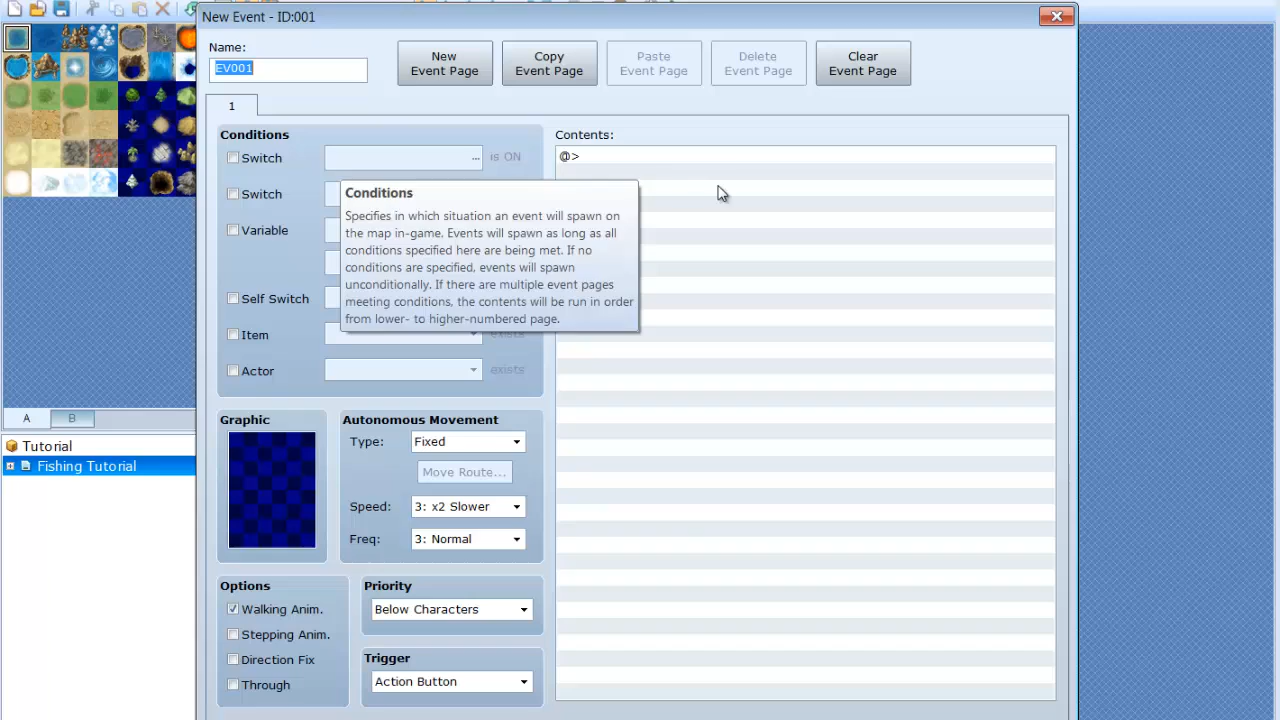 New Event - ID:001
Name:
EV001
New
Event Page
Copy
Event Page
Paste
Event Page
Delete
Event Page
Clear
Event Page
1
Conditions
Contents:
Switch
...
is ON
@>
Switch
Variable
Self Switch
Item
exists
Actor
exists
Conditions
Specifies in which situation an event will spawn on
the map in-game. Events will spawn as long as all
conditions specified here are being met. If no
conditions are specified, events will spawn
unconditionally. If there are multiple event pages
meeting conditions, the contents will be run in order
from lower- to higher-numbered page.
A
B
Tutorial
Fishing Tutorial
Graphic
Autonomous Movement
Type:
Fixed
Move Route...
Speed:
3: x2 Slower
Freq:
3: Normal
Options
Walking Anim.
Stepping Anim.
Direction Fix
Through
Priority
Below Characters
Trigger
Action Button